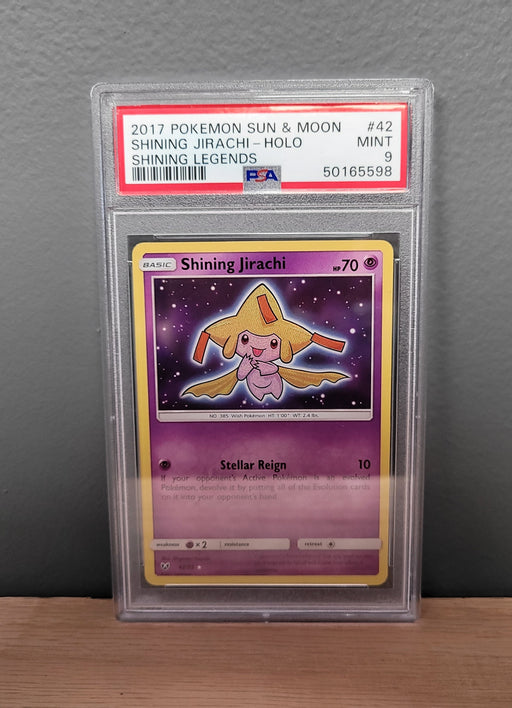 2017 POKEMON SUN & MOON #42
SHINING JIRACHI - HOLO MINT
SHINING LEGENDS 9
PSA 50165598
BASIC Shining Jirachi HP 70
NO. 385 Wish Pokémon HT: 1'00" WT: 2.4 lbs.
Stellar Reign 10
If your opponent's Active Pokémon is an evolved
Pokémon, devolve it by putting all of the Evolution cards
on it into your opponent's hand.
weakness ×2 resistance retreat